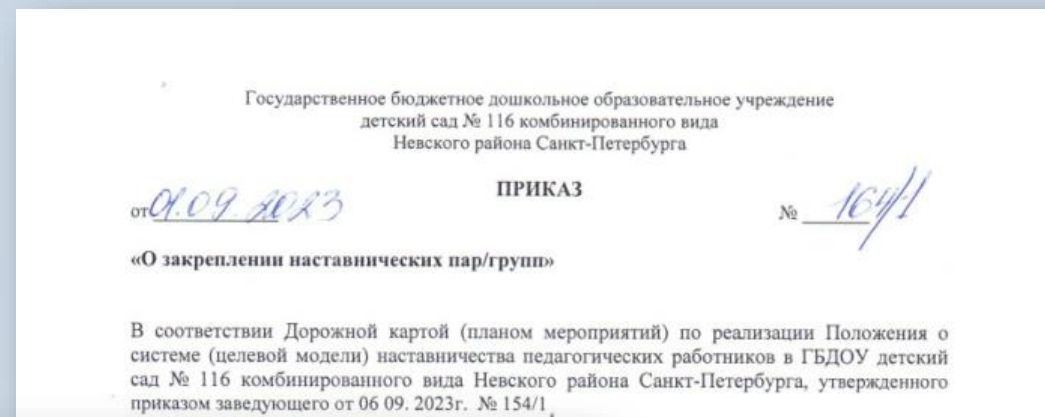 Государственное бюджетное дошкольное образовательное учреждение
детский сад № 116 комбинированного вида
Невского района Санкт-Петербурга
ПРИКАЗ
от 01.09.2023 № 164/1
«О закреплении наставнических пар/групп»
В соответствии Дорожной картой (планом мероприятий) по реализации Положения о
системе (целевой модели) наставничества педагогических работников в ГБДОУ детский
сад № 116 комбинированного вида Невского района Санкт-Петербурга, утвержденного
приказом заведующего от 06 09. 2023г. № 154/1